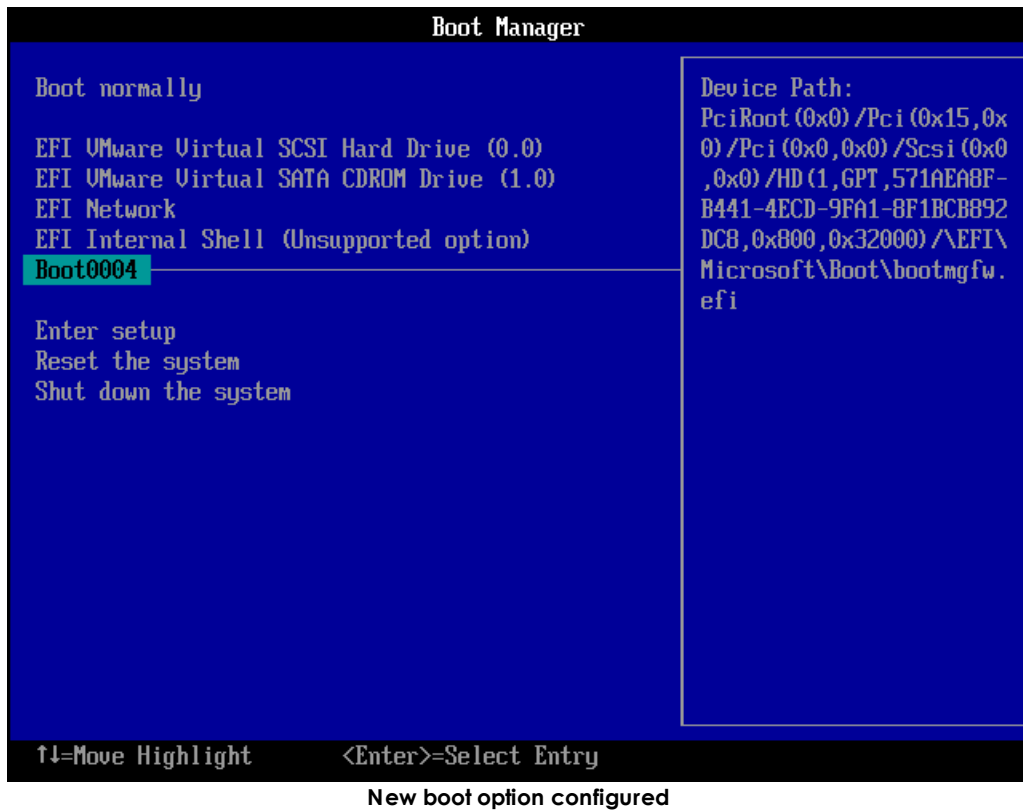 Boot Manager
Boot normally
EFI VMware Virtual SCSI Hard Drive (0.0)
EFI VMware Virtual SATA CDROM Drive (1.0)
EFI Network
EFI Internal Shell (Unsupported option)
Boot0004
Enter setup
Reset the system
Shut down the system
Device Path:
PciRoot(0x0)/Pci(0x15,0x
0)/Pci(0x0,0x0)/Scsi(0x0
,0x0)/HD(1,GPT,571AEA8F-
B441-4ECD-9FA1-8F1BCB892
DC8,0x800,0x32000)/\EFI\
Microsoft\Boot\bootmgfw.
efi
↑↓=Move Highlight <Enter>=Select Entry
New boot option configured